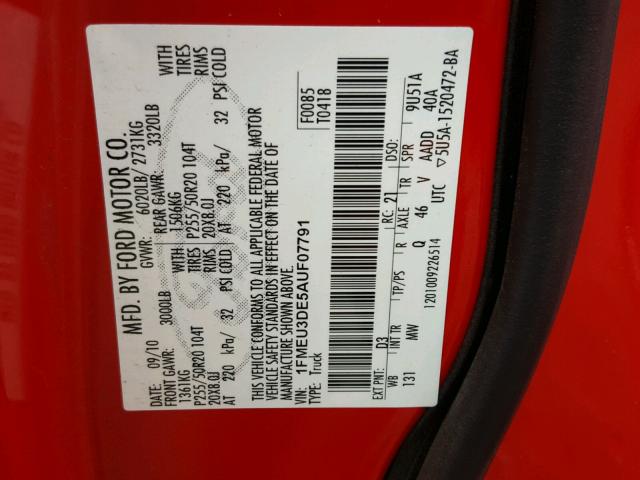 MFD. BY FORD MOTOR CO.
09/10 GVWR: 6020LB/ 2731KG
FRONT GAWR: 3000LB REAR GAWR: 3320LB
1361KG 1506KG WITH
P255/50R20 104T P255/50R20 104T TIRES
20X8.0J RIMS 20X8.0J RIMS
AT 220 kPa/ 32 PSI COLD AT 220 kPa/ 32 PSI COLD
THIS VEHICLE CONFORMS TO ALL APPLICABLE FEDERAL MOTOR
VEHICLE SAFETY STANDARDS IN EFFECT ON THE DATE OF
MANUFACTURE SHOWN ABOVE.
VIN: 1FMEU3DE5AUF07791 F0085
TYPE: Truck T0418
EXT PNT: D3 RC: 21 DSO:
WB INT TR TP/PS R AXLE TR SPR 9U51A
131 MW Q 46 V AADD 40A
1201009226514 UTC ▽5U5A-1520472-BA
WITH
TIRES